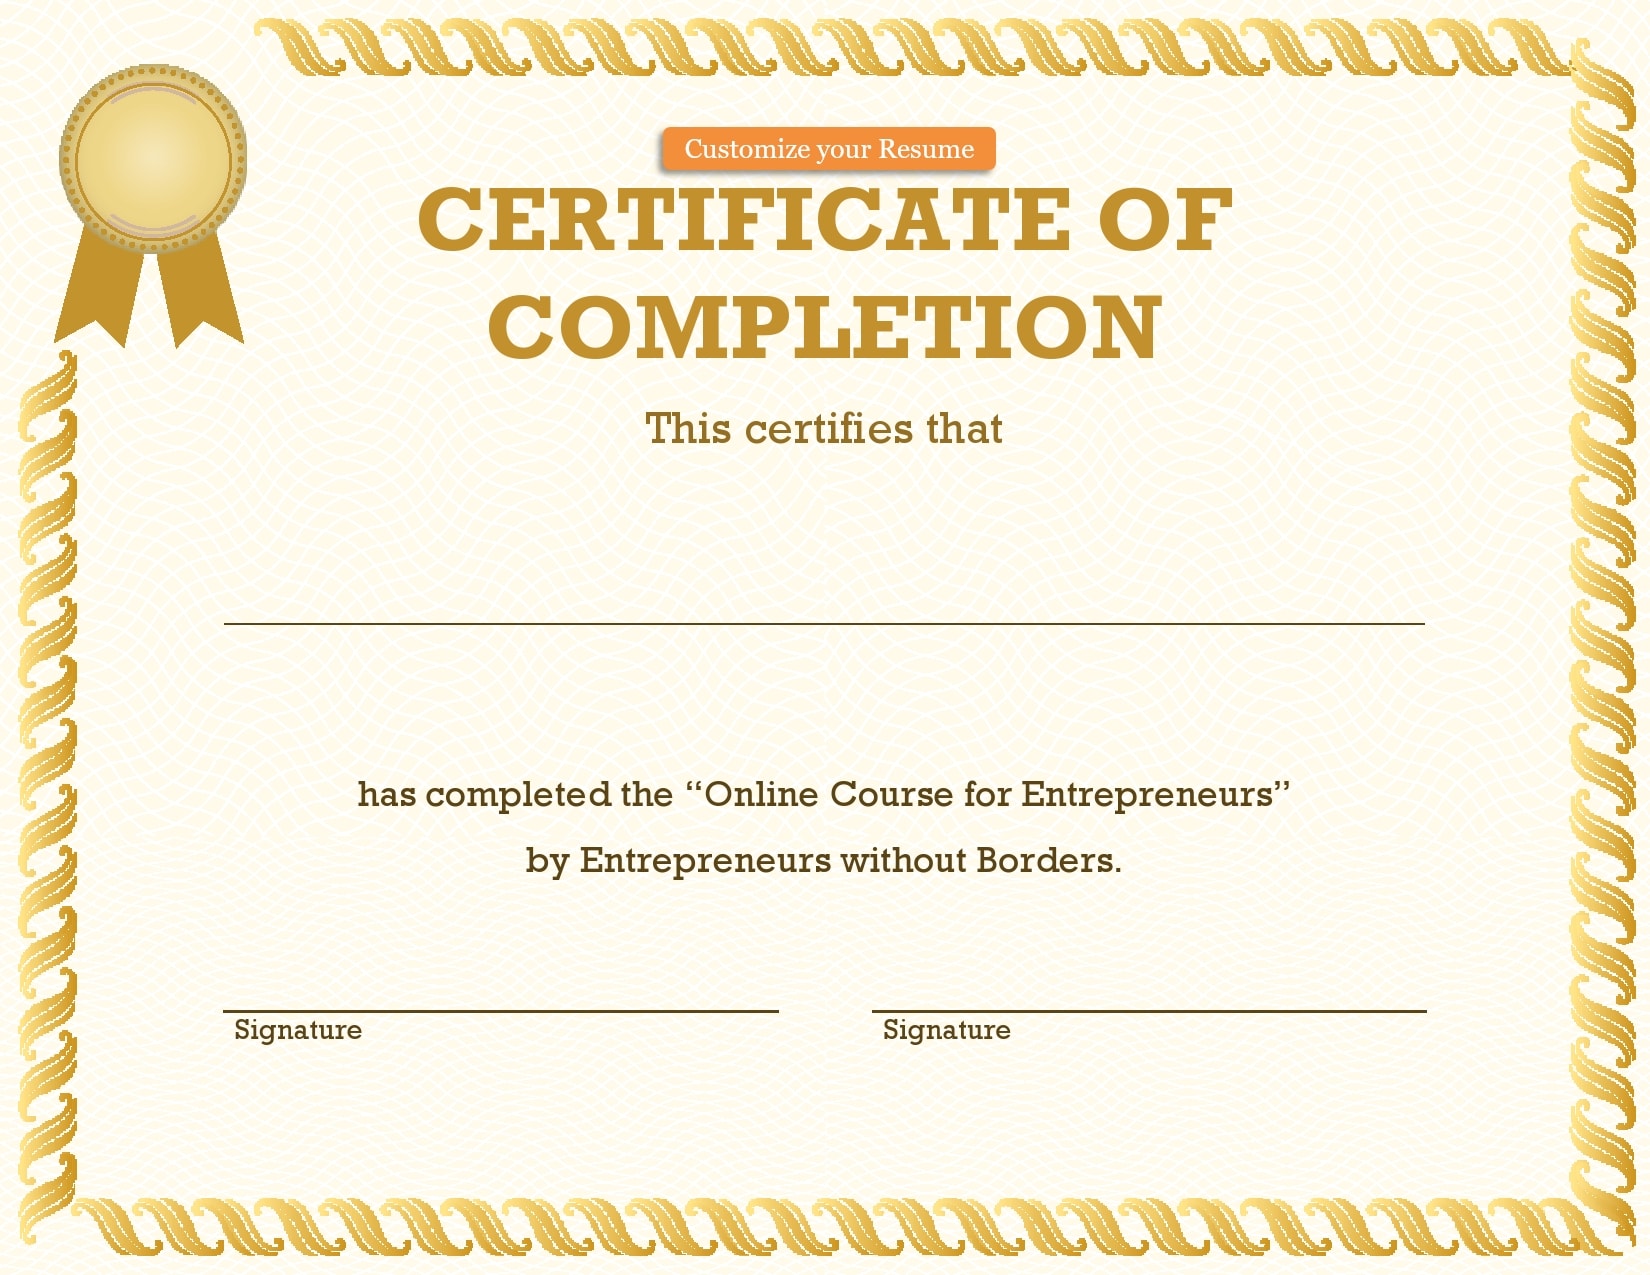 Customize your Resume
CERTIFICATE OF
COMPLETION
This certifies that
has completed the “Online Course for Entrepreneurs”
by Entrepreneurs without Borders.
Signature
Signature